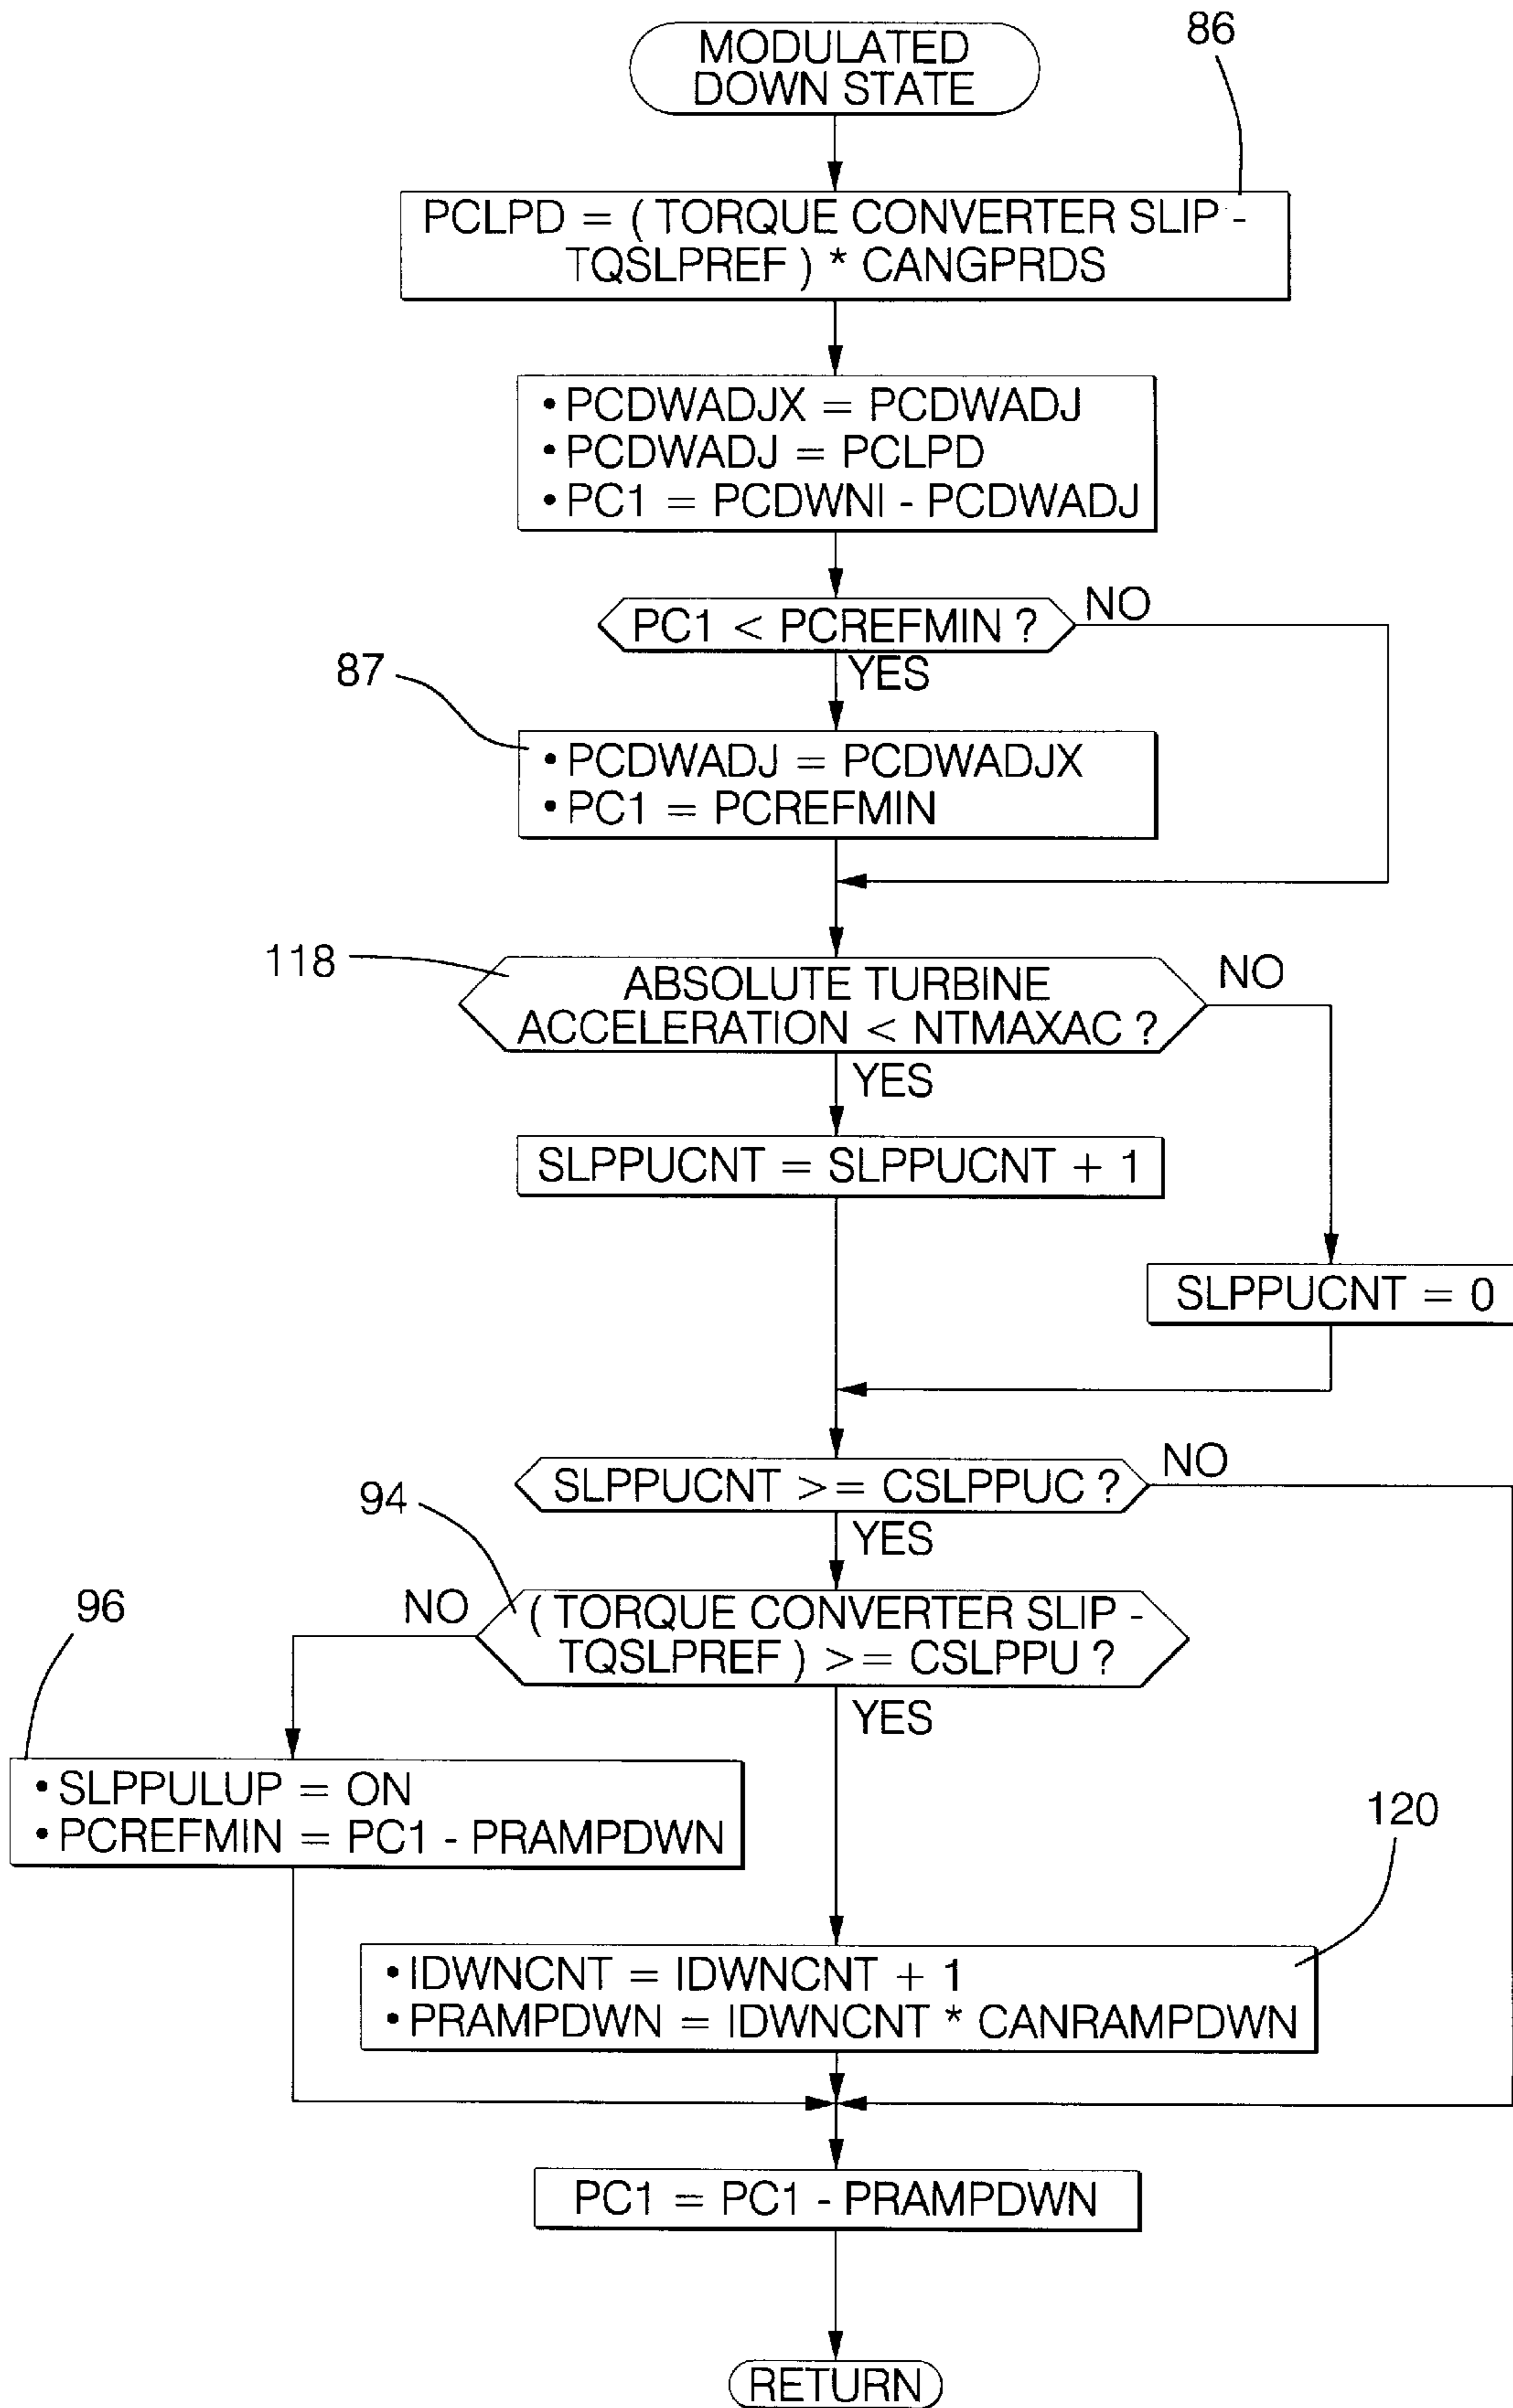 86
MODULATED
DOWN STATE
PCLPD = ( TORQUE CONVERTER SLIP -
TQSLPREF ) * CANGPRDS
• PCDWADJX = PCDWADJ
• PCDWADJ = PCLPD
• PC1 = PCDWNI - PCDWADJ
PC1 < PCREFMIN ?
NO
YES
87
• PCDWADJ = PCDWADJX
• PC1 = PCREFMIN
118
ABSOLUTE TURBINE
ACCELERATION < NTMAXAC ?
NO
YES
SLPPUCNT = SLPPUCNT + 1
SLPPUCNT = 0
SLPPUCNT >= CSLPPUC ?
NO
YES
94
96
NO
( TORQUE CONVERTER SLIP -
TQSLPREF ) >= CSLPPU ?
YES
• SLPPULUP = ON
• PCREFMIN = PC1 - PRAMPDWN
120
• IDWNCNT = IDWNCNT + 1
• PRAMPDWN = IDWNCNT * CANRAMPDWN
PC1 = PC1 - PRAMPDWN
RETURN